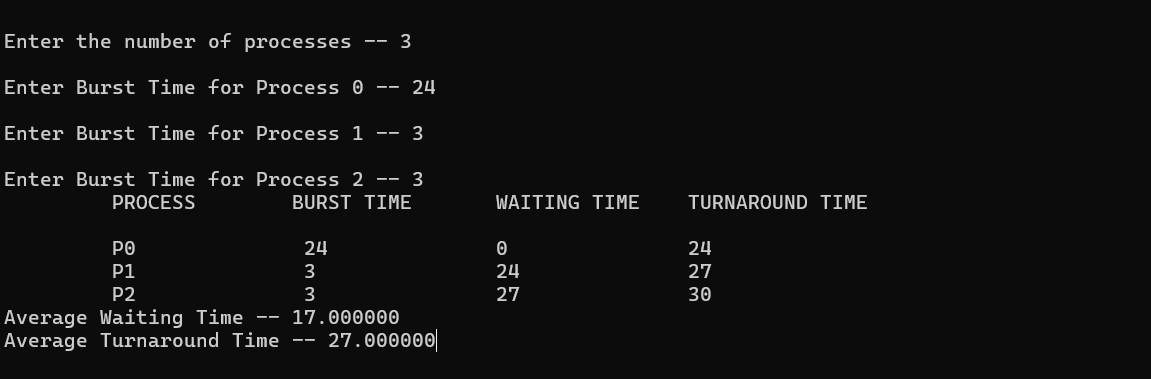 Enter the number of processes -- 3
Enter Burst Time for Process 0 -- 24
Enter Burst Time for Process 1 -- 3
Enter Burst Time for Process 2 -- 3
PROCESS BURST TIME WAITING TIME TURNAROUND TIME
P0 24 0 24
P1 3 24 27
P2 3 27 30
Average Waiting Time -- 17.000000
Average Turnaround Time -- 27.000000